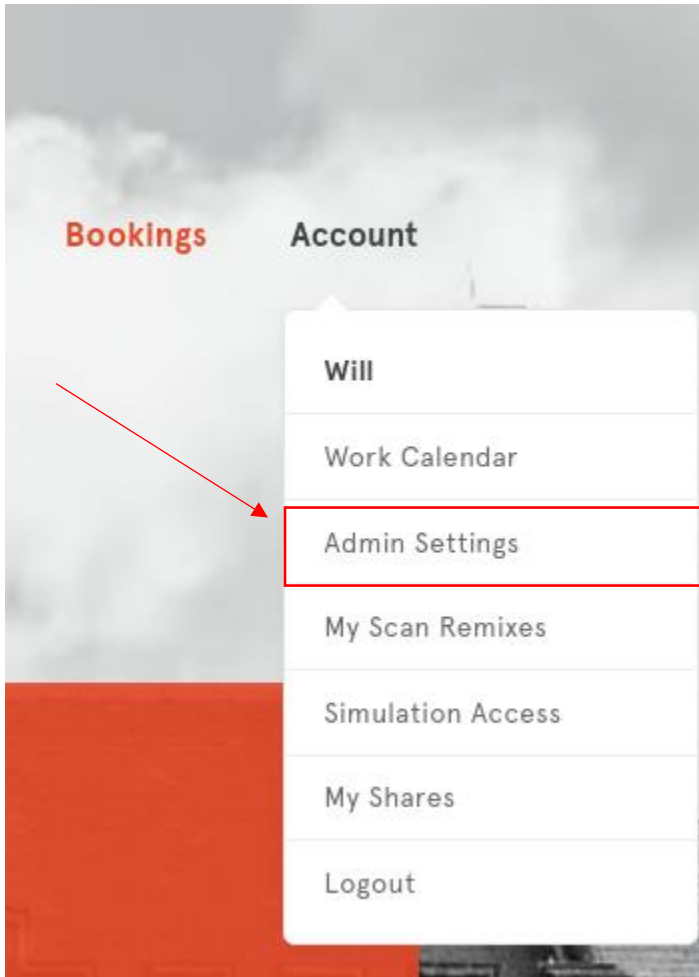 Bookings Account
Will
Work Calendar
Admin Settings
My Scan Remixes
Simulation Access
My Shares
Logout